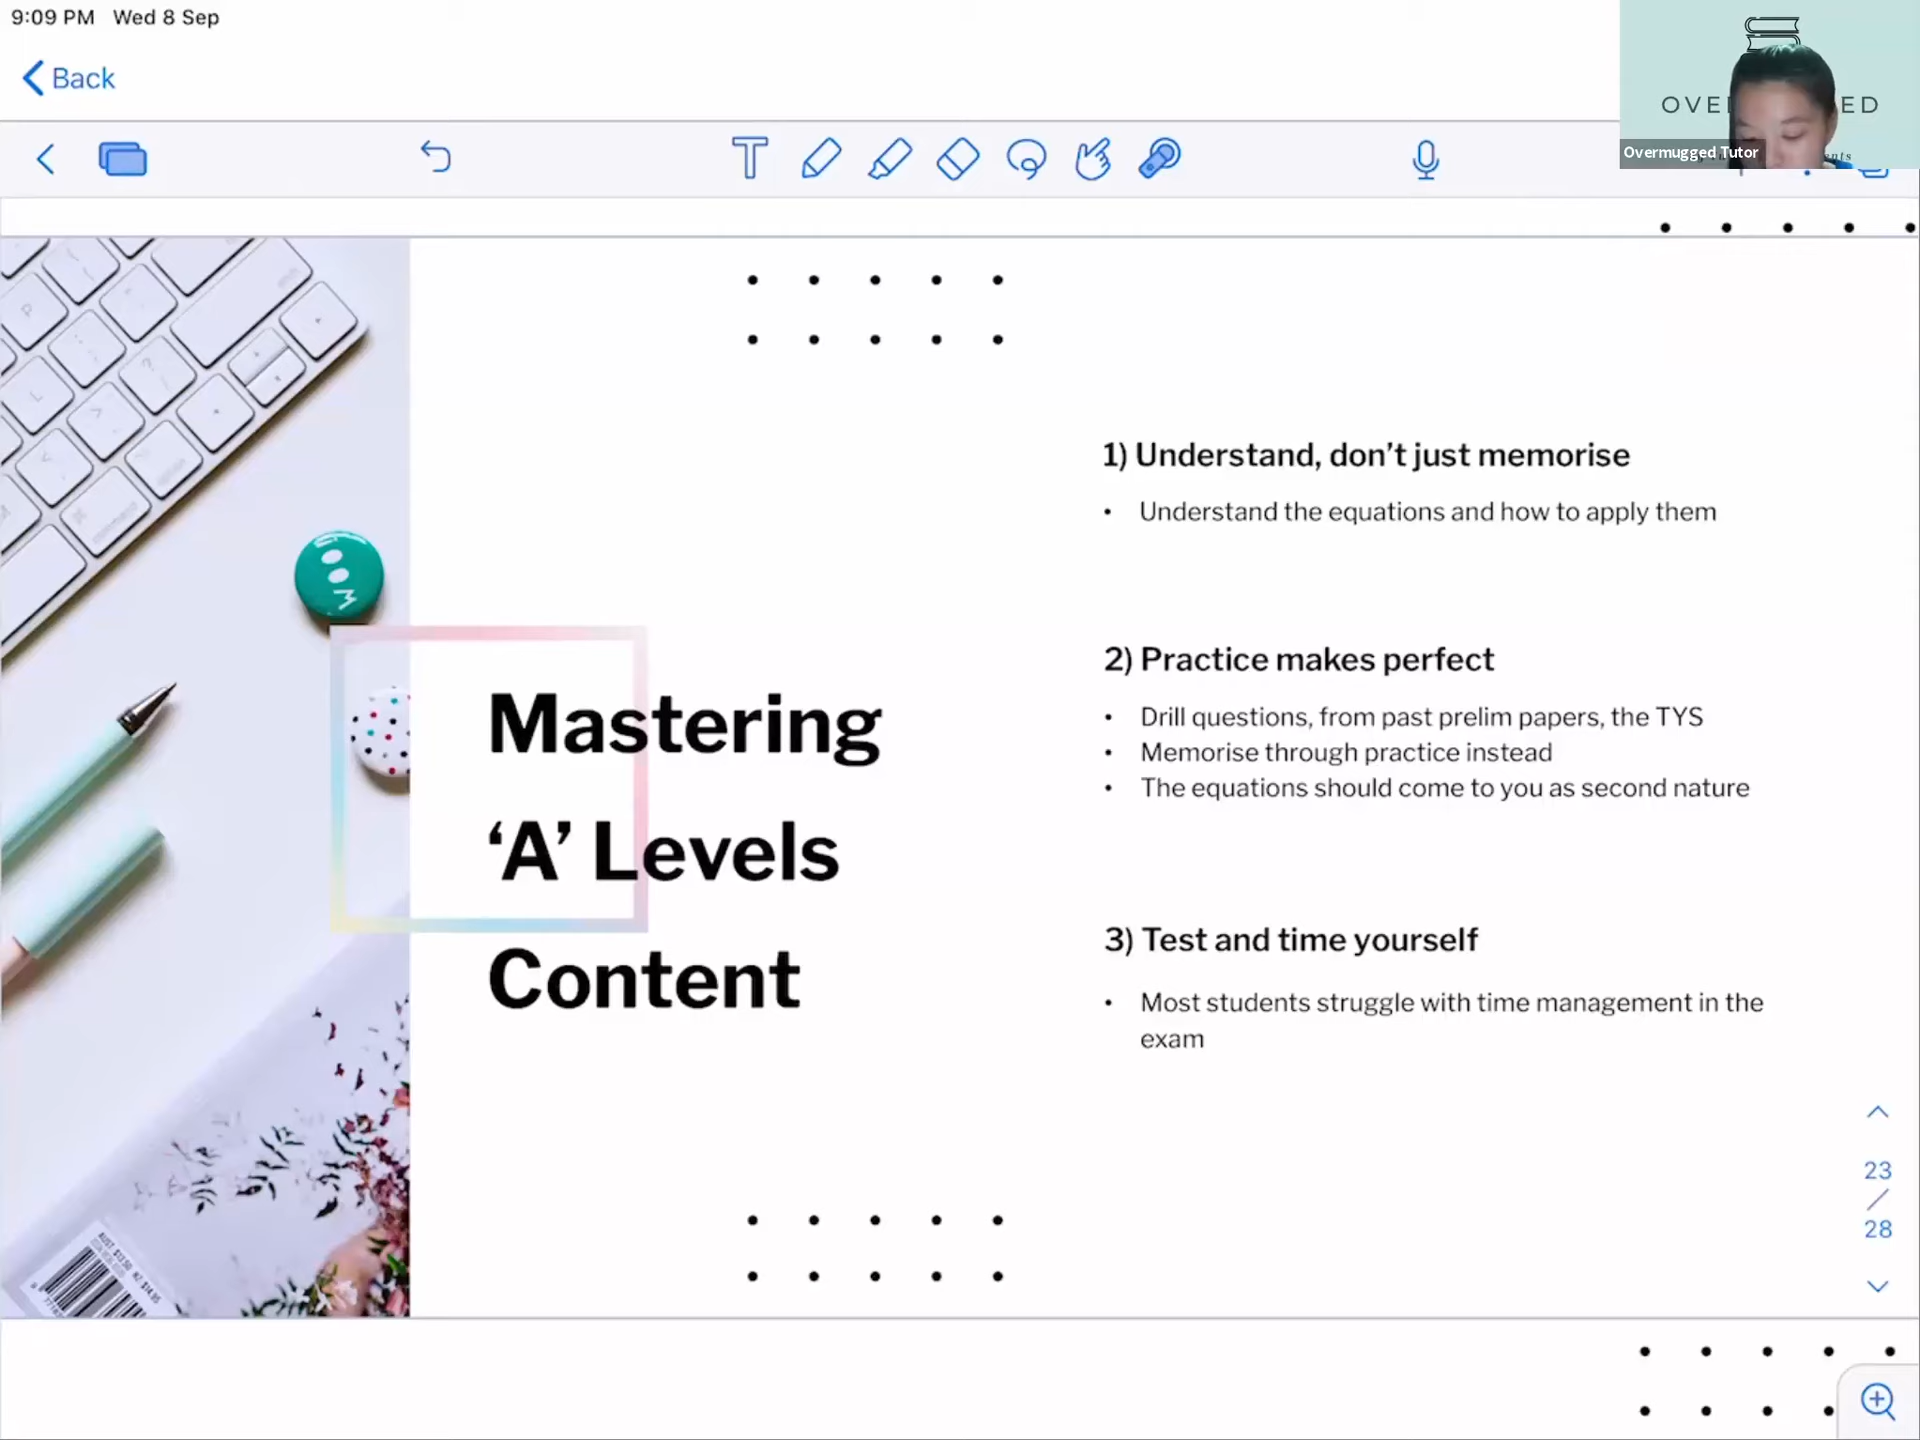 9:09 PM Wed 8 Sep
Back
Overmugged Tutor
MOO
Mastering
‘A’ Levels
Content
1) Understand, don’t just memorise
• Understand the equations and how to apply them
2) Practice makes perfect
• Drill questions, from past prelim papers, the TYS
• Memorise through practice instead
• The equations should come to you as second nature
3) Test and time yourself
• Most students struggle with time management in the
exam
23
/
28